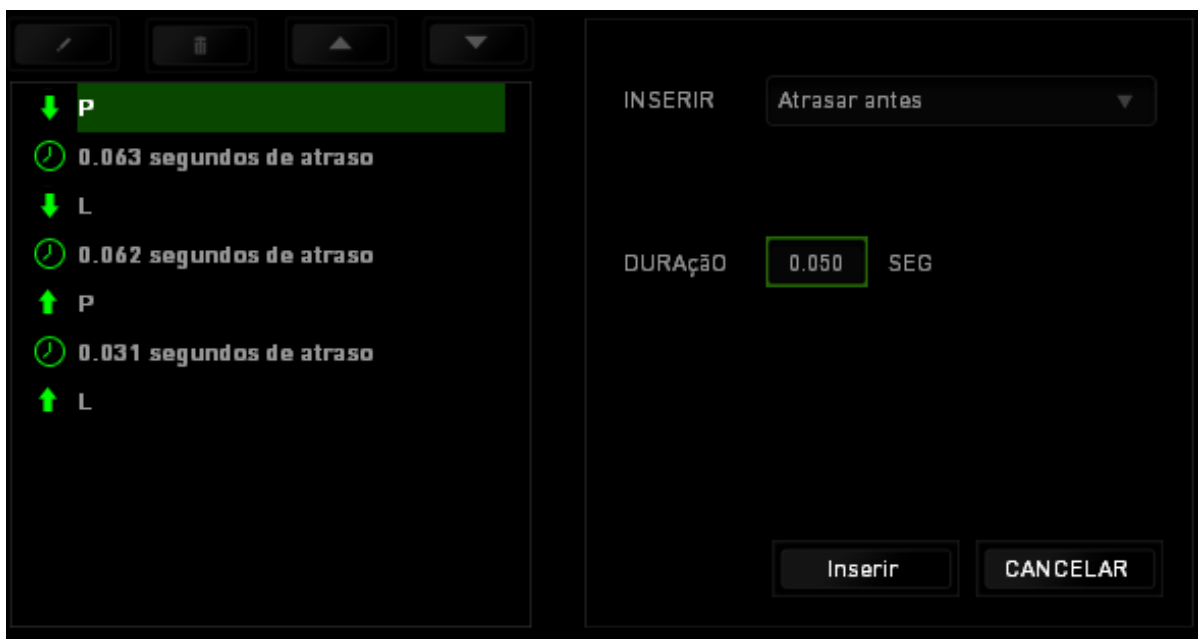 P
0.063 segundos de atraso
L
0.062 segundos de atraso
P
0.031 segundos de atraso
L
INSERIR Atrasar antes
DURAçãO 0.050 SEG
Inserir CANCELAR